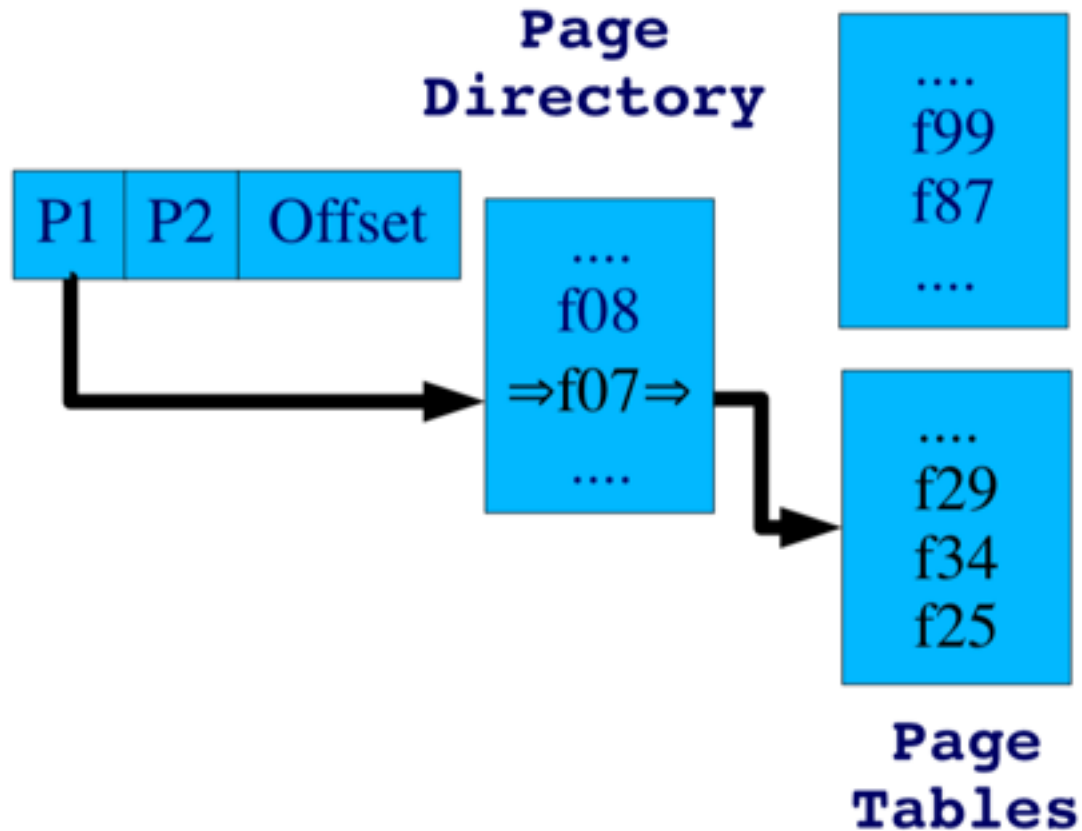 Page
Directory
P1 P2 Offset
....
f08
⇒f07⇒
....
....
f99
f87
....
....
f29
f34
f25
Page
Tables